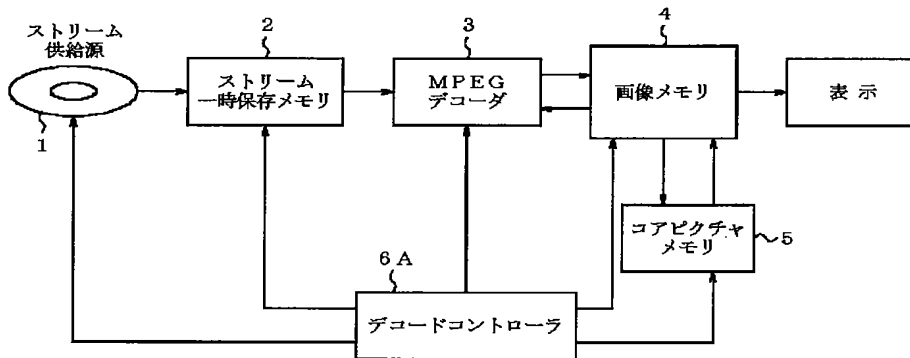 ストリーム
供給源
1
2
ストリーム
一時保存メモリ
3
MPEG
デコーダ
4
画像メモリ
表示
コアピクチャ
メモリ
5
6A
デコードコントローラ